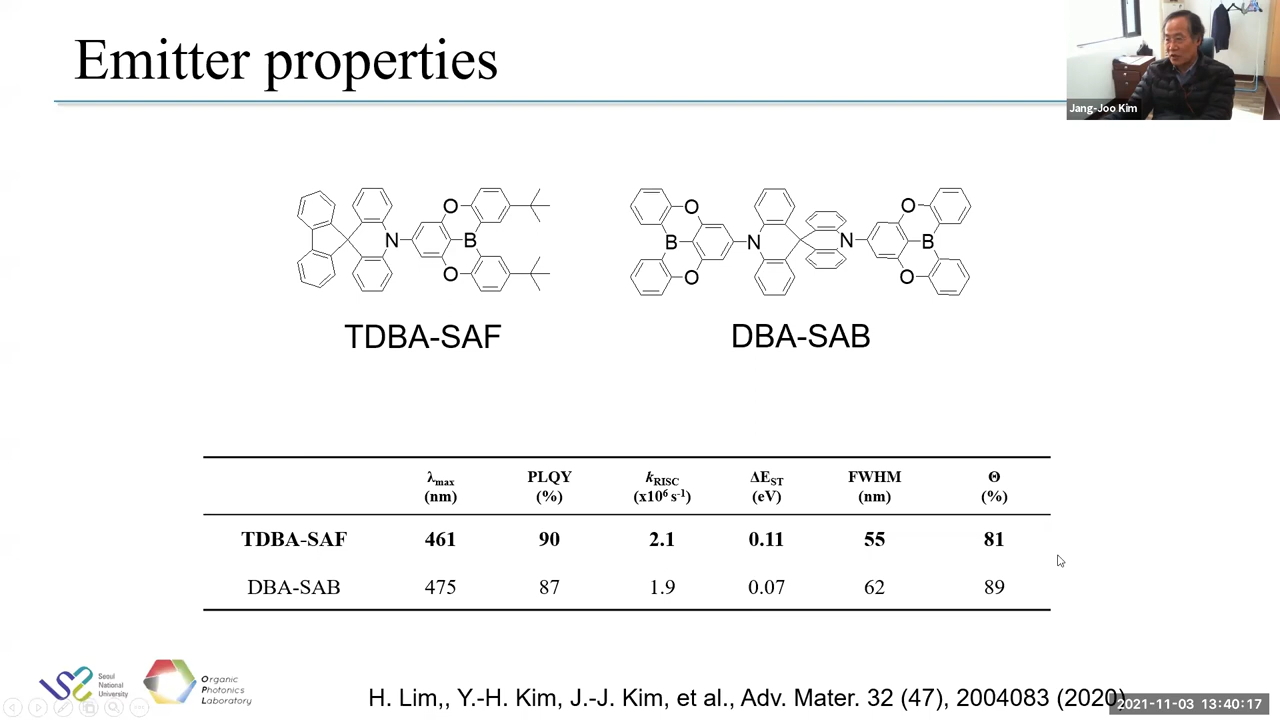 Emitter properties
Jang-Joo Kim
O
N
B
O
TDBA-SAF
O
B
N
O
N
O
B
O
DBA-SAB
λmax (nm) PLQY (%) kRISC (x10⁶ s⁻¹) ΔEST (eV) FWHM (nm) Θ (%)
TDBA-SAF 461 90 2.1 0.11 55 81
DBA-SAB 475 87 1.9 0.07 62 89
Seoul
National
University
Organic
Photonics
Laboratory
H. Lim,, Y.-H. Kim, J.-J. Kim, et al., Adv. Mater. 32 (47), 2004083 (2020)
2021-11-03 13:40:17